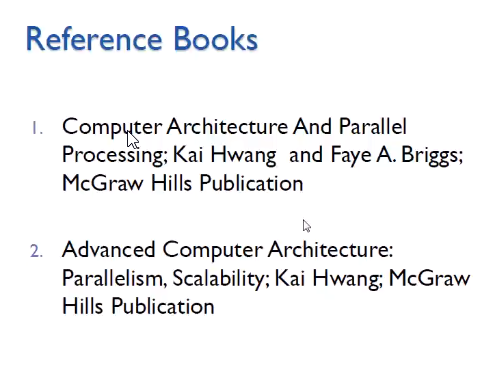 Reference Books
1. Computer Architecture And Parallel
Processing; Kai Hwang and Faye A. Briggs;
McGraw Hills Publication
2. Advanced Computer Architecture:
Parallelism, Scalability; Kai Hwang; McGraw
Hills Publication